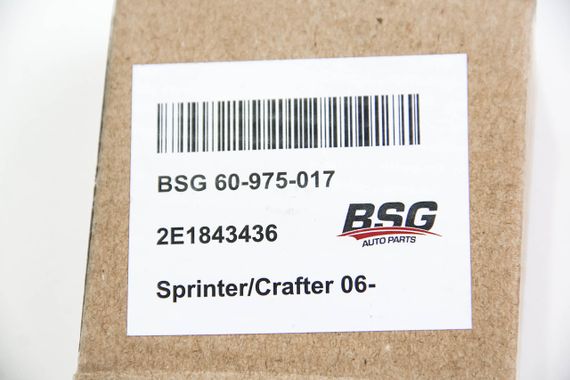 BSG 60-975-017
2E1843436
BSG
AUTO PARTS
Sprinter/Crafter 06-